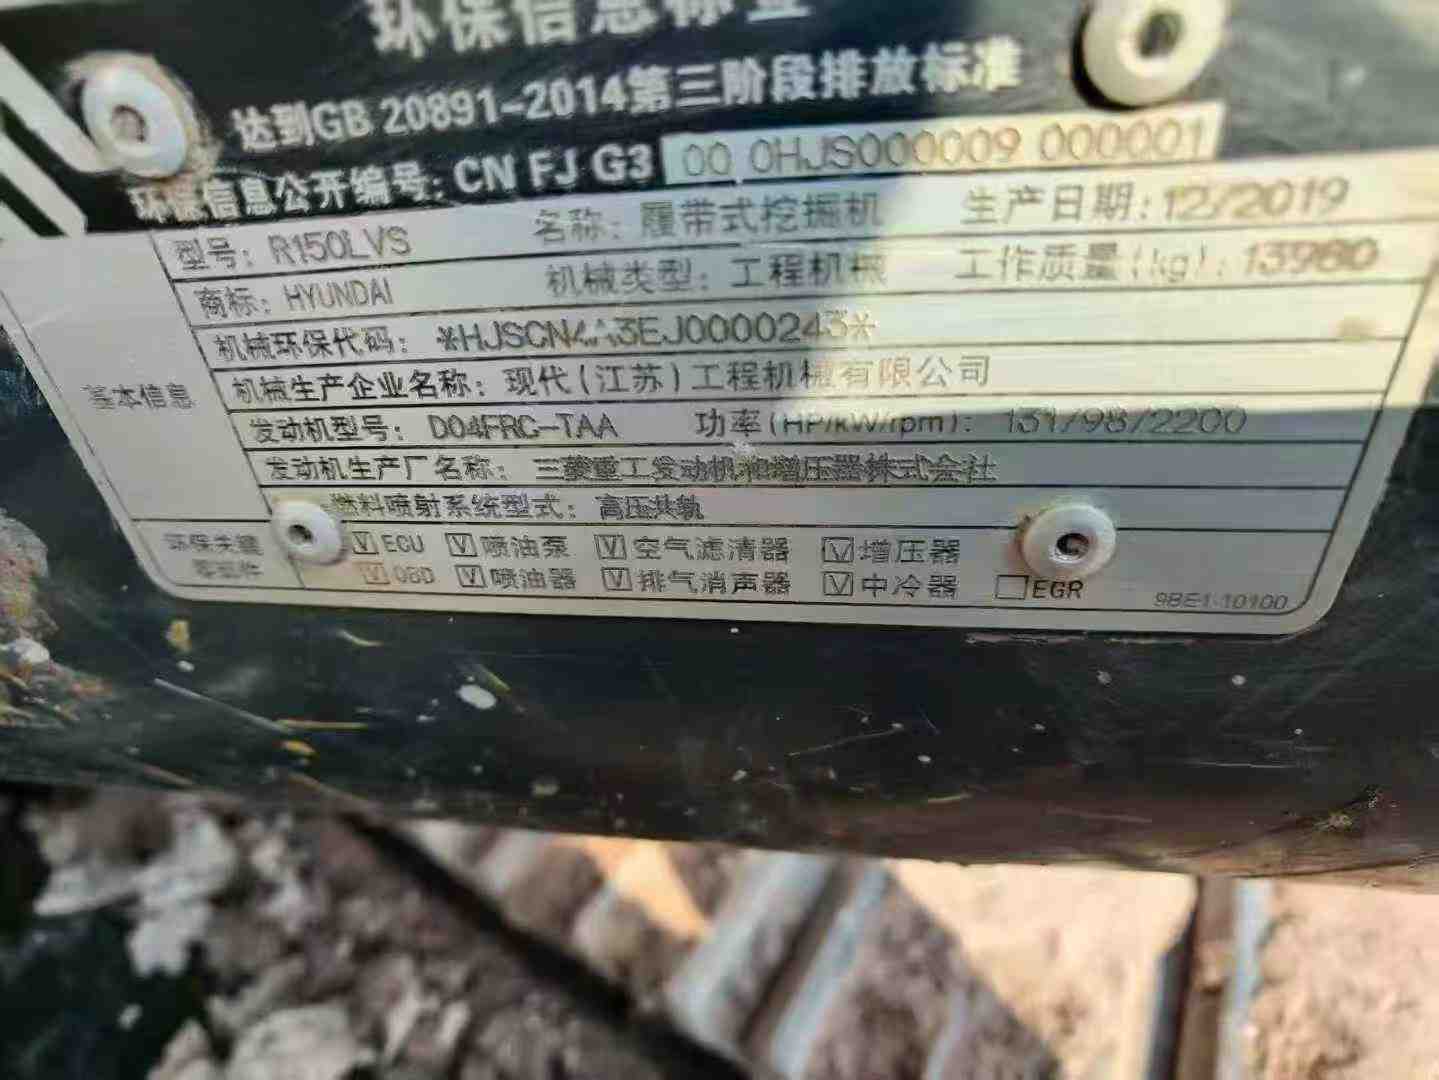 环保信息标签
达到GB 20891-2014第三阶段排放标准
环保信息公开编号: CN FJ G3 00 0HJS000009 000001
型号: R150LVS 名称: 履带式挖掘机 生产日期: 12/2019
商标: HYUNDAI 机械类型: 工程机械 工作质量(kg): 13980
机械环保代码:
机械生产企业名称: 现代(江苏)工程机械有限公司
基本信息
发动机型号: D04FRC-TAA 功率(HP/kW/rpm): 131/98/2200
发动机生产厂名称: 三菱重工发动机和增压器株式会社
燃料喷射系统型式: 高压共轨
环保关键零部件
ECU 喷油泵 空气滤清器 增压器
OBD 喷油器 排气消声器 中冷器 EGR
9BE1-10100